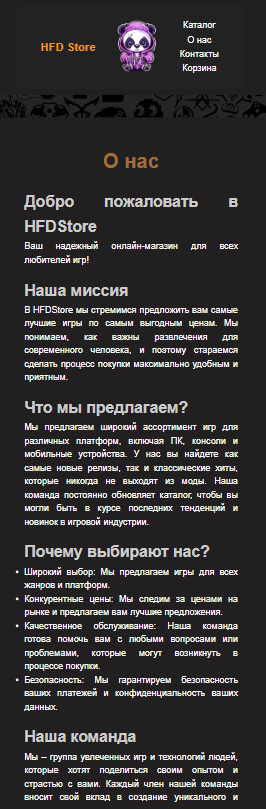 HFD Store
Каталог
О нас
Контакты
Корзина
О нас
Добро пожаловать в
HFDStore
Ваш надежный онлайн-магазин для всех
любителей игр!
Наша миссия
В HFDStore мы стремимся предложить вам самые
лучшие игры по самым выгодным ценам. Мы
понимаем, как важны развлечения для
современного человека, и поэтому стараемся
сделать процесс покупки максимально удобным и
приятным.
Что мы предлагаем?
Мы предлагаем широкий ассортимент игр для
различных платформ, включая ПК, консоли и
мобильные устройства. У нас вы найдете как
самые новые релизы, так и классические хиты,
которые никогда не выходят из моды. Наша
команда постоянно обновляет каталог, чтобы вы
могли быть в курсе последних тенденций и
новинок в игровой индустрии.
Почему выбирают нас?
• Широкий выбор: Мы предлагаем игры для всех
жанров и платформ.
• Конкурентные цены: Мы следим за ценами на
рынке и предлагаем вам лучшие предложения.
• Качественное обслуживание: Наша команда
готова помочь вам с любыми вопросами или
проблемами, которые могут возникнуть в
процессе покупки.
• Безопасность: Мы гарантируем безопасность
ваших платежей и конфиденциальность ваших
данных.
Наша команда
Мы – группа увлеченных игр и технологий людей,
которые хотят поделиться своим опытом и
страстью с вами. Каждый член нашей команды
вносит свой вклад в создание уникального и